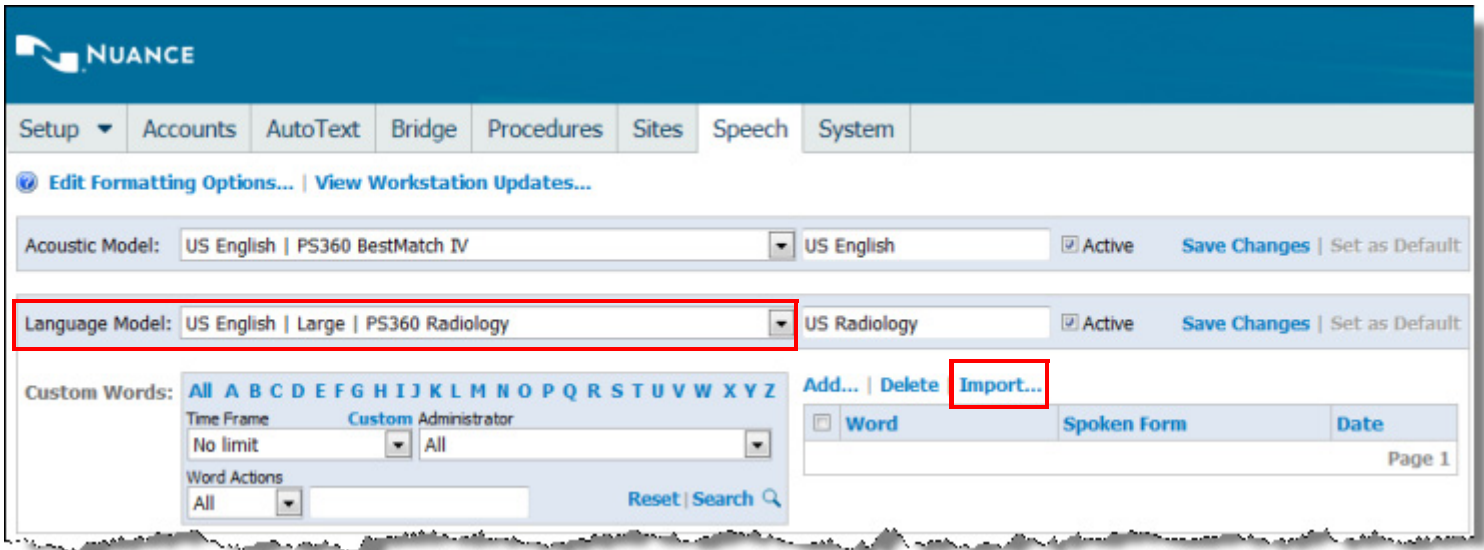 NUANCE
Setup Accounts AutoText Bridge Procedures Sites Speech System
Edit Formatting Options... | View Workstation Updates...
Acoustic Model: US English | PS360 BestMatch IV US English Active Save Changes | Set as Default
Language Model: US English | Large | PS360 Radiology US Radiology Active Save Changes | Set as Default
Custom Words: All A B C D E F G H I J K L M N O P Q R S T U V W X Y Z Add... | Delete | Import...
Time Frame Custom Administrator
Word Spoken Form Date
No limit All
Page 1
Word Actions
All Reset | Search